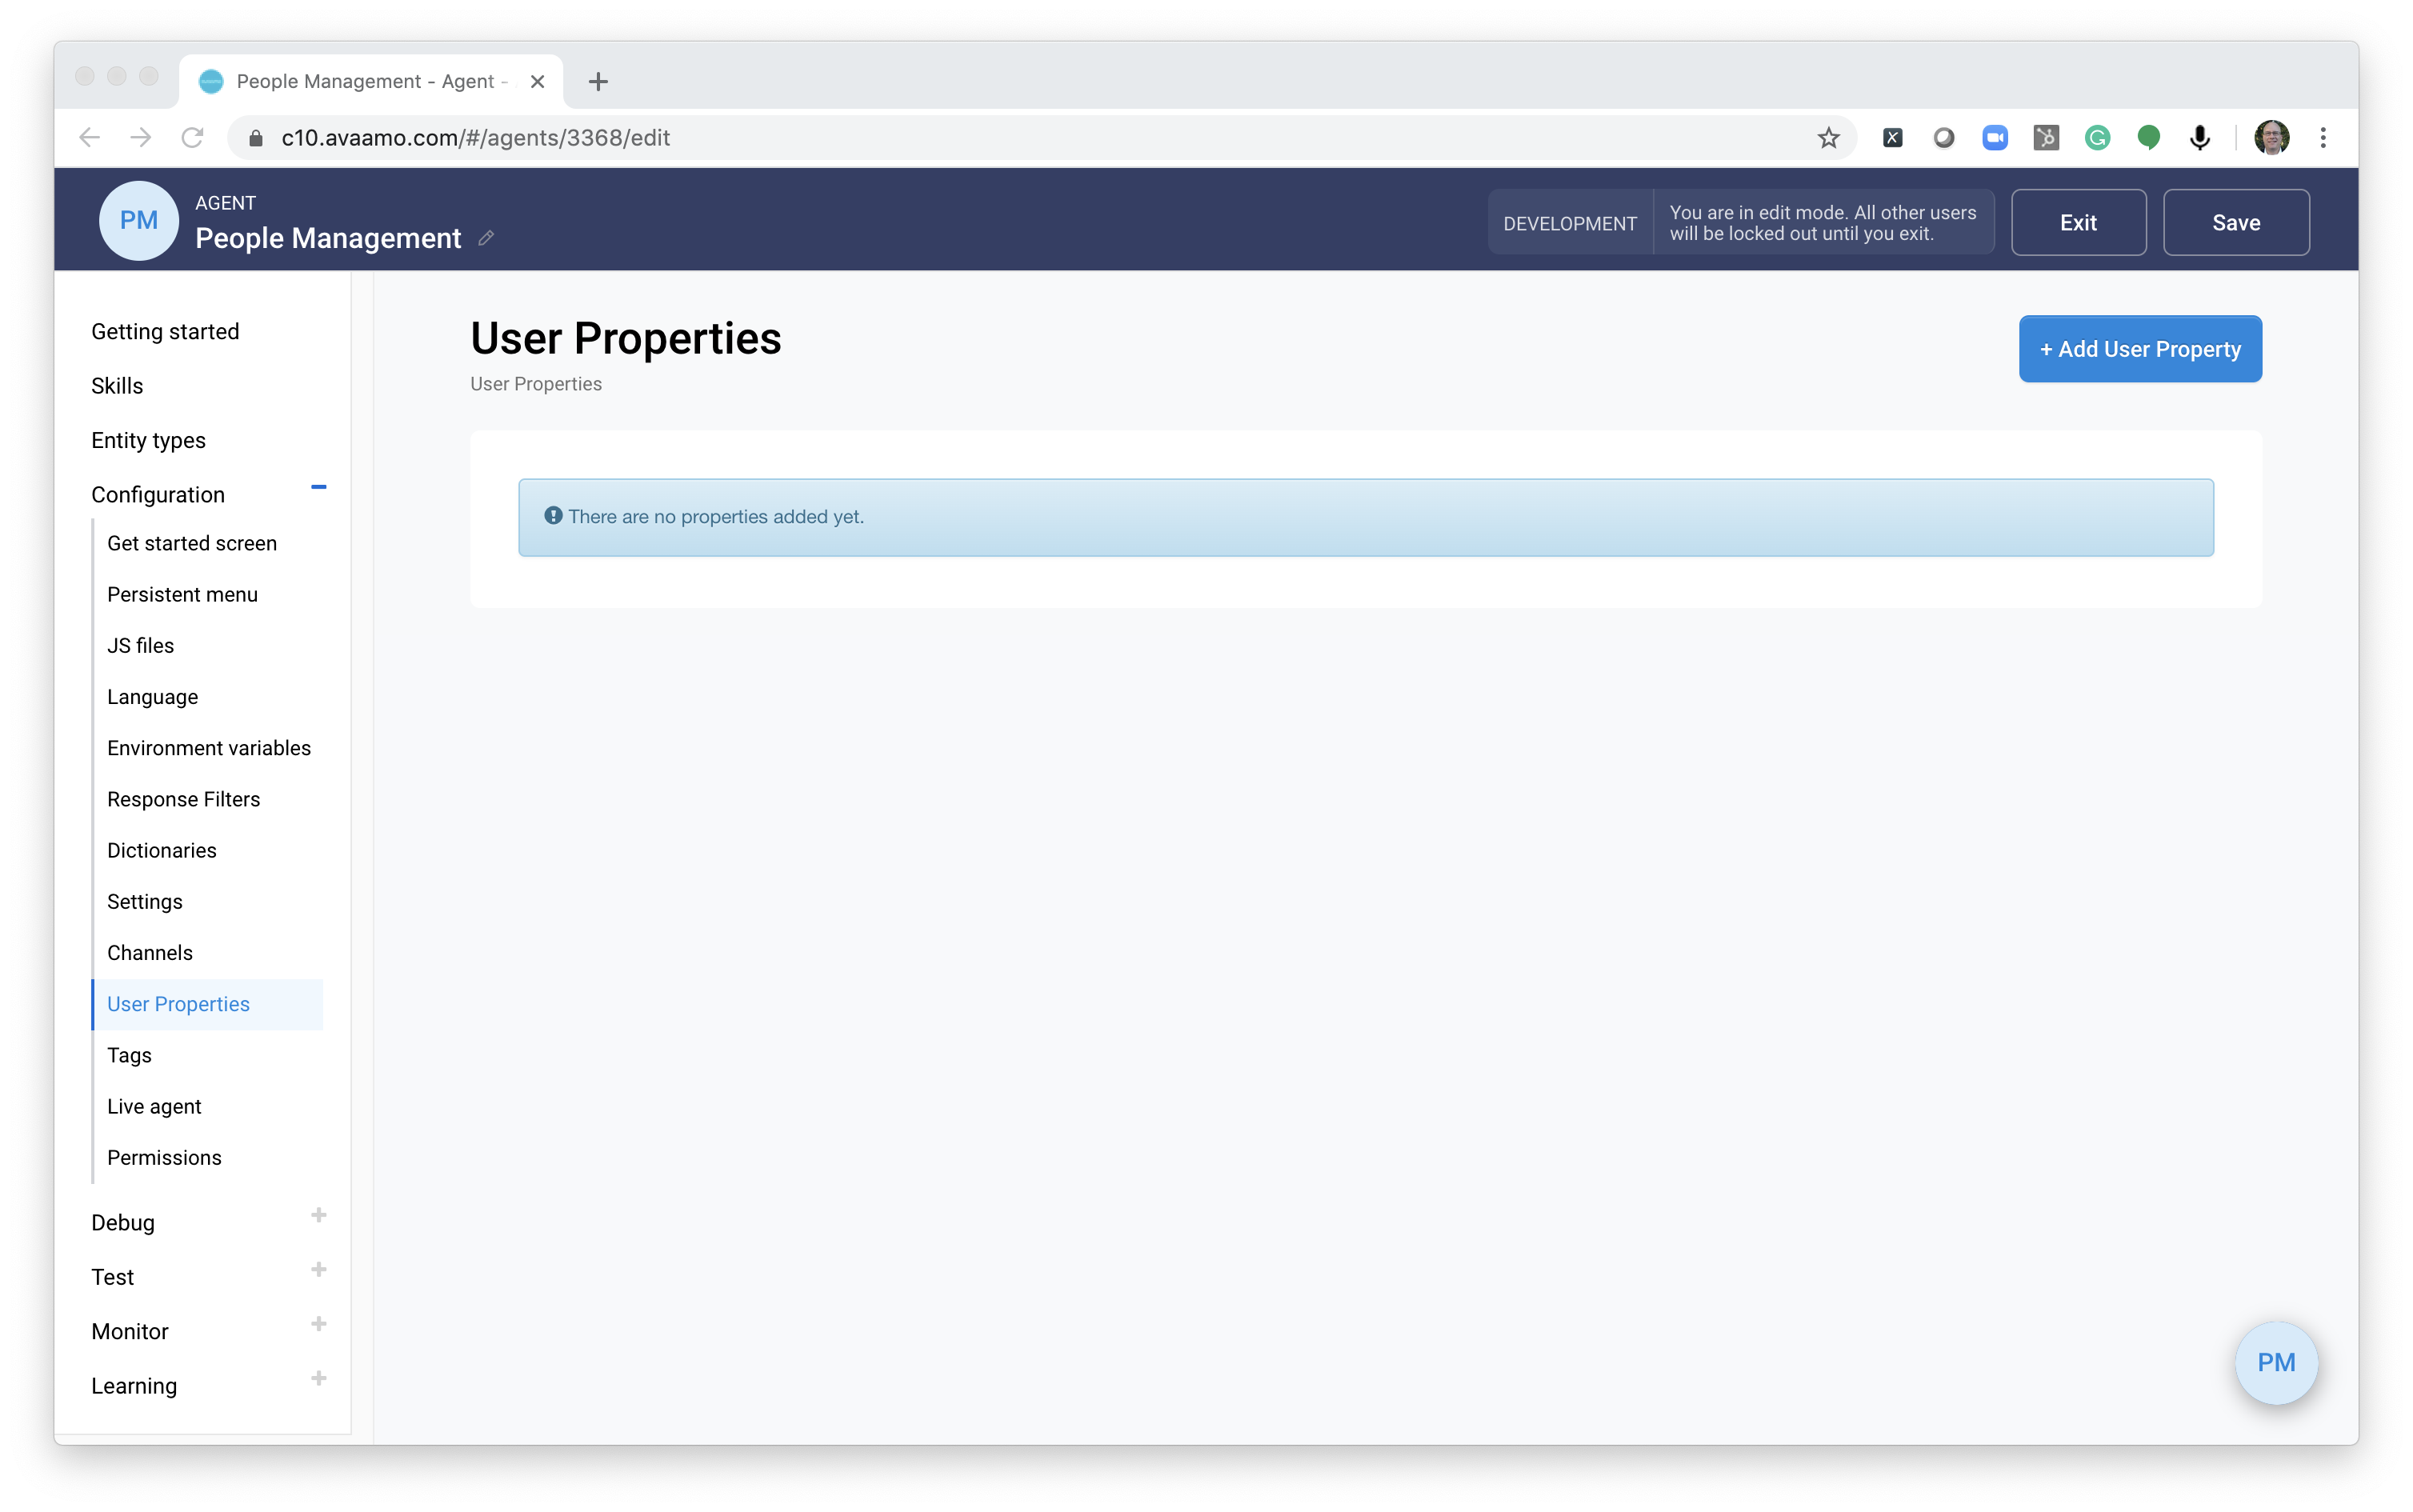 People Management - Agent -
c10.avaamo.com/#/agents/3368/edit
PM
AGENT
People Management
DEVELOPMENT
You are in edit mode. All other users
will be locked out until you exit.
Exit
Save
Getting started
Skills
Entity types
Configuration
Get started screen
Persistent menu
JS files
Language
Environment variables
Response Filters
Dictionaries
Settings
Channels
User Properties
Tags
Live agent
Permissions
Debug
Test
Monitor
Learning
User Properties
User Properties
+ Add User Property
There are no properties added yet.
PM